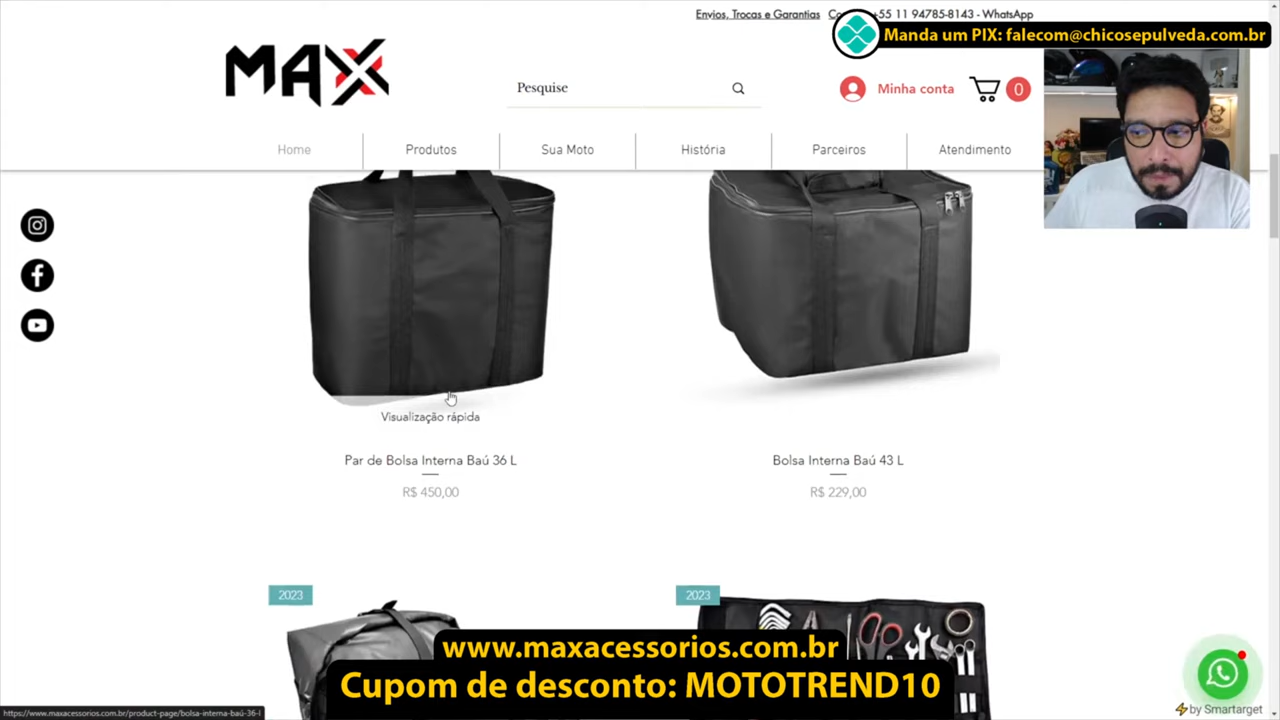 Envios, Trocas e Garantias
+55 11 94785-8143 - WhatsApp
Manda um PIX: falecom@chicosepulveda.com.br
MAX
Pesquise
Minha conta
0
Home
Produtos
Sua Moto
História
Parceiros
Atendimento
Visualização rápida
Par de Bolsa Interna Baú 36 L
R$ 450,00
Bolsa Interna Baú 43 L
R$ 229,00
2023
2023
www.maxacessorios.com.br
Cupom de desconto: MOTOTREND10
https://www.maxacessorios.com.br/product-page/bolsa-interna-baú-36-l
by Smartarget